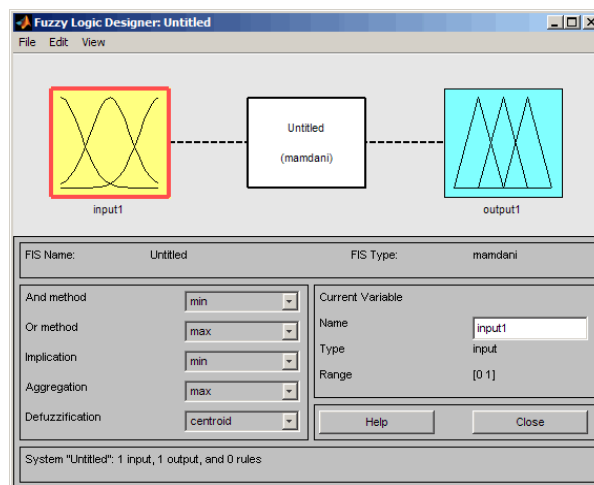 Fuzzy Logic Designer: Untitled
File Edit View
Untitled
(mamdani)
input1
output1
FIS Name: Untitled FIS Type: mamdani
And method min
Or method max
Implication min
Aggregation max
Defuzzification centroid
Current Variable
Name input1
Type input
Range [0 1]
Help Close
System "Untitled": 1 input, 1 output, and 0 rules